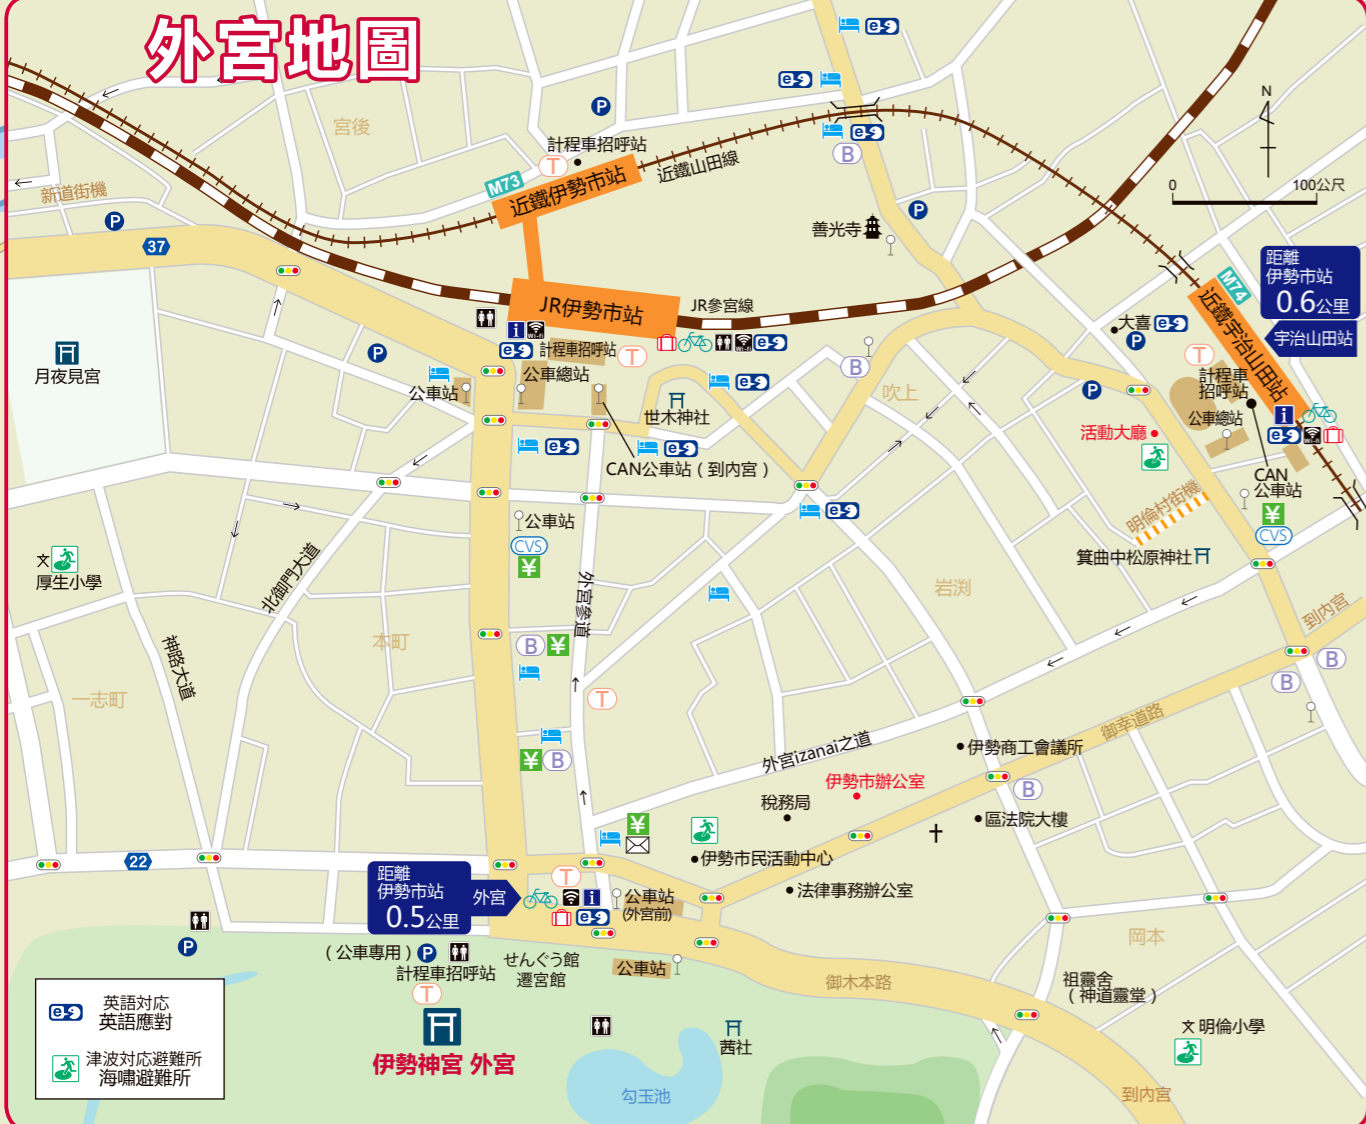 外宮地圖
宮後
新道街機
P
37
P
計程車招呼站
T
M73
近鐵伊勢市站
近鐵山田線
B
善光寺
P
N
0
100公尺
距離
伊勢市站
0.6公里
宇治山田站
M74
近鐵宇治山田站
JR伊勢市站
JR參宮線
大喜
P
T
計程車
招呼站
公車總站
CAN
公車站
¥
CVS
月夜見宮
P
計程車招呼站
T
公車總站
公車站
世木神社
CAN公車站（到內宮）
B
吹上
P
活動大廳
明倫村街機
箕曲中松原神社
文
厚生小學
北御門大道
神路大道
一志町
本町
公車站
CVS
¥
外宮參道
B
¥
T
¥
B
岩渕
到內宮
B
B
御幸道路
外宮izanai之道
伊勢商工會議所
伊勢市辦公室
稅務局
B
區法院大樓
¥
伊勢市民活動中心
法律事務辦公室
22
距離
伊勢市站
0.5公里
外宮
T
公車站
(外宮前)
P
（公車專用）
P
計程車招呼站
T
せんぐう館
遷宮館
公車站
御木本路
岡本
祖靈舍
（神道靈堂）
文
明倫小學
伊勢神宮 外宮
茜社
勾玉池
到內宮
英語対応
英語應對
津波対応避難所
海嘯避難所